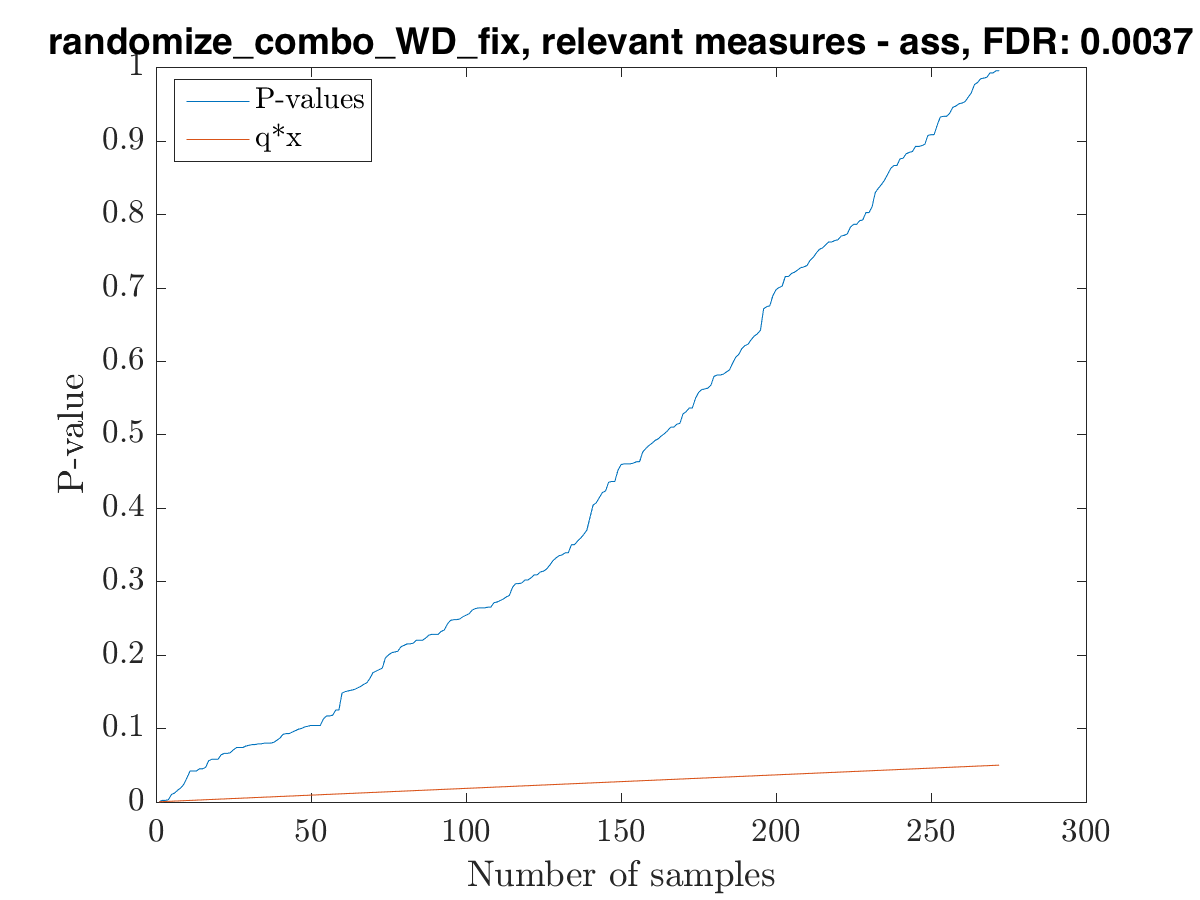 randomize_combo_WD_fix, relevant measures - ass, FDR: 0.0037
P-values
q*x
1
0.9
0.8
0.7
0.6
0.5
0.4
0.3
0.2
0.1
0
P-value
0 50 100 150 200 250 300
Number of samples